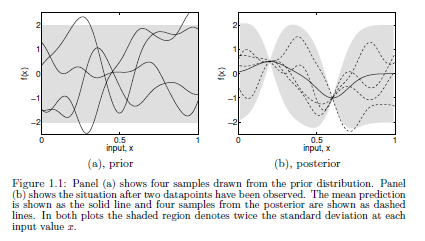 2
1
0
−1
−2
f(x)
0
0.5
1
input, x
(a), prior
2
1
0
−1
−2
f(x)
0
0.5
1
input, x
(b), posterior
Figure 1.1: Panel (a) shows four samples drawn from the prior distribution. Panel
(b) shows the situation after two datapoints have been observed. The mean prediction
is shown as the solid line and four samples from the posterior are shown as dashed
lines. In both plots the shaded region denotes twice the standard deviation at each
input value x.